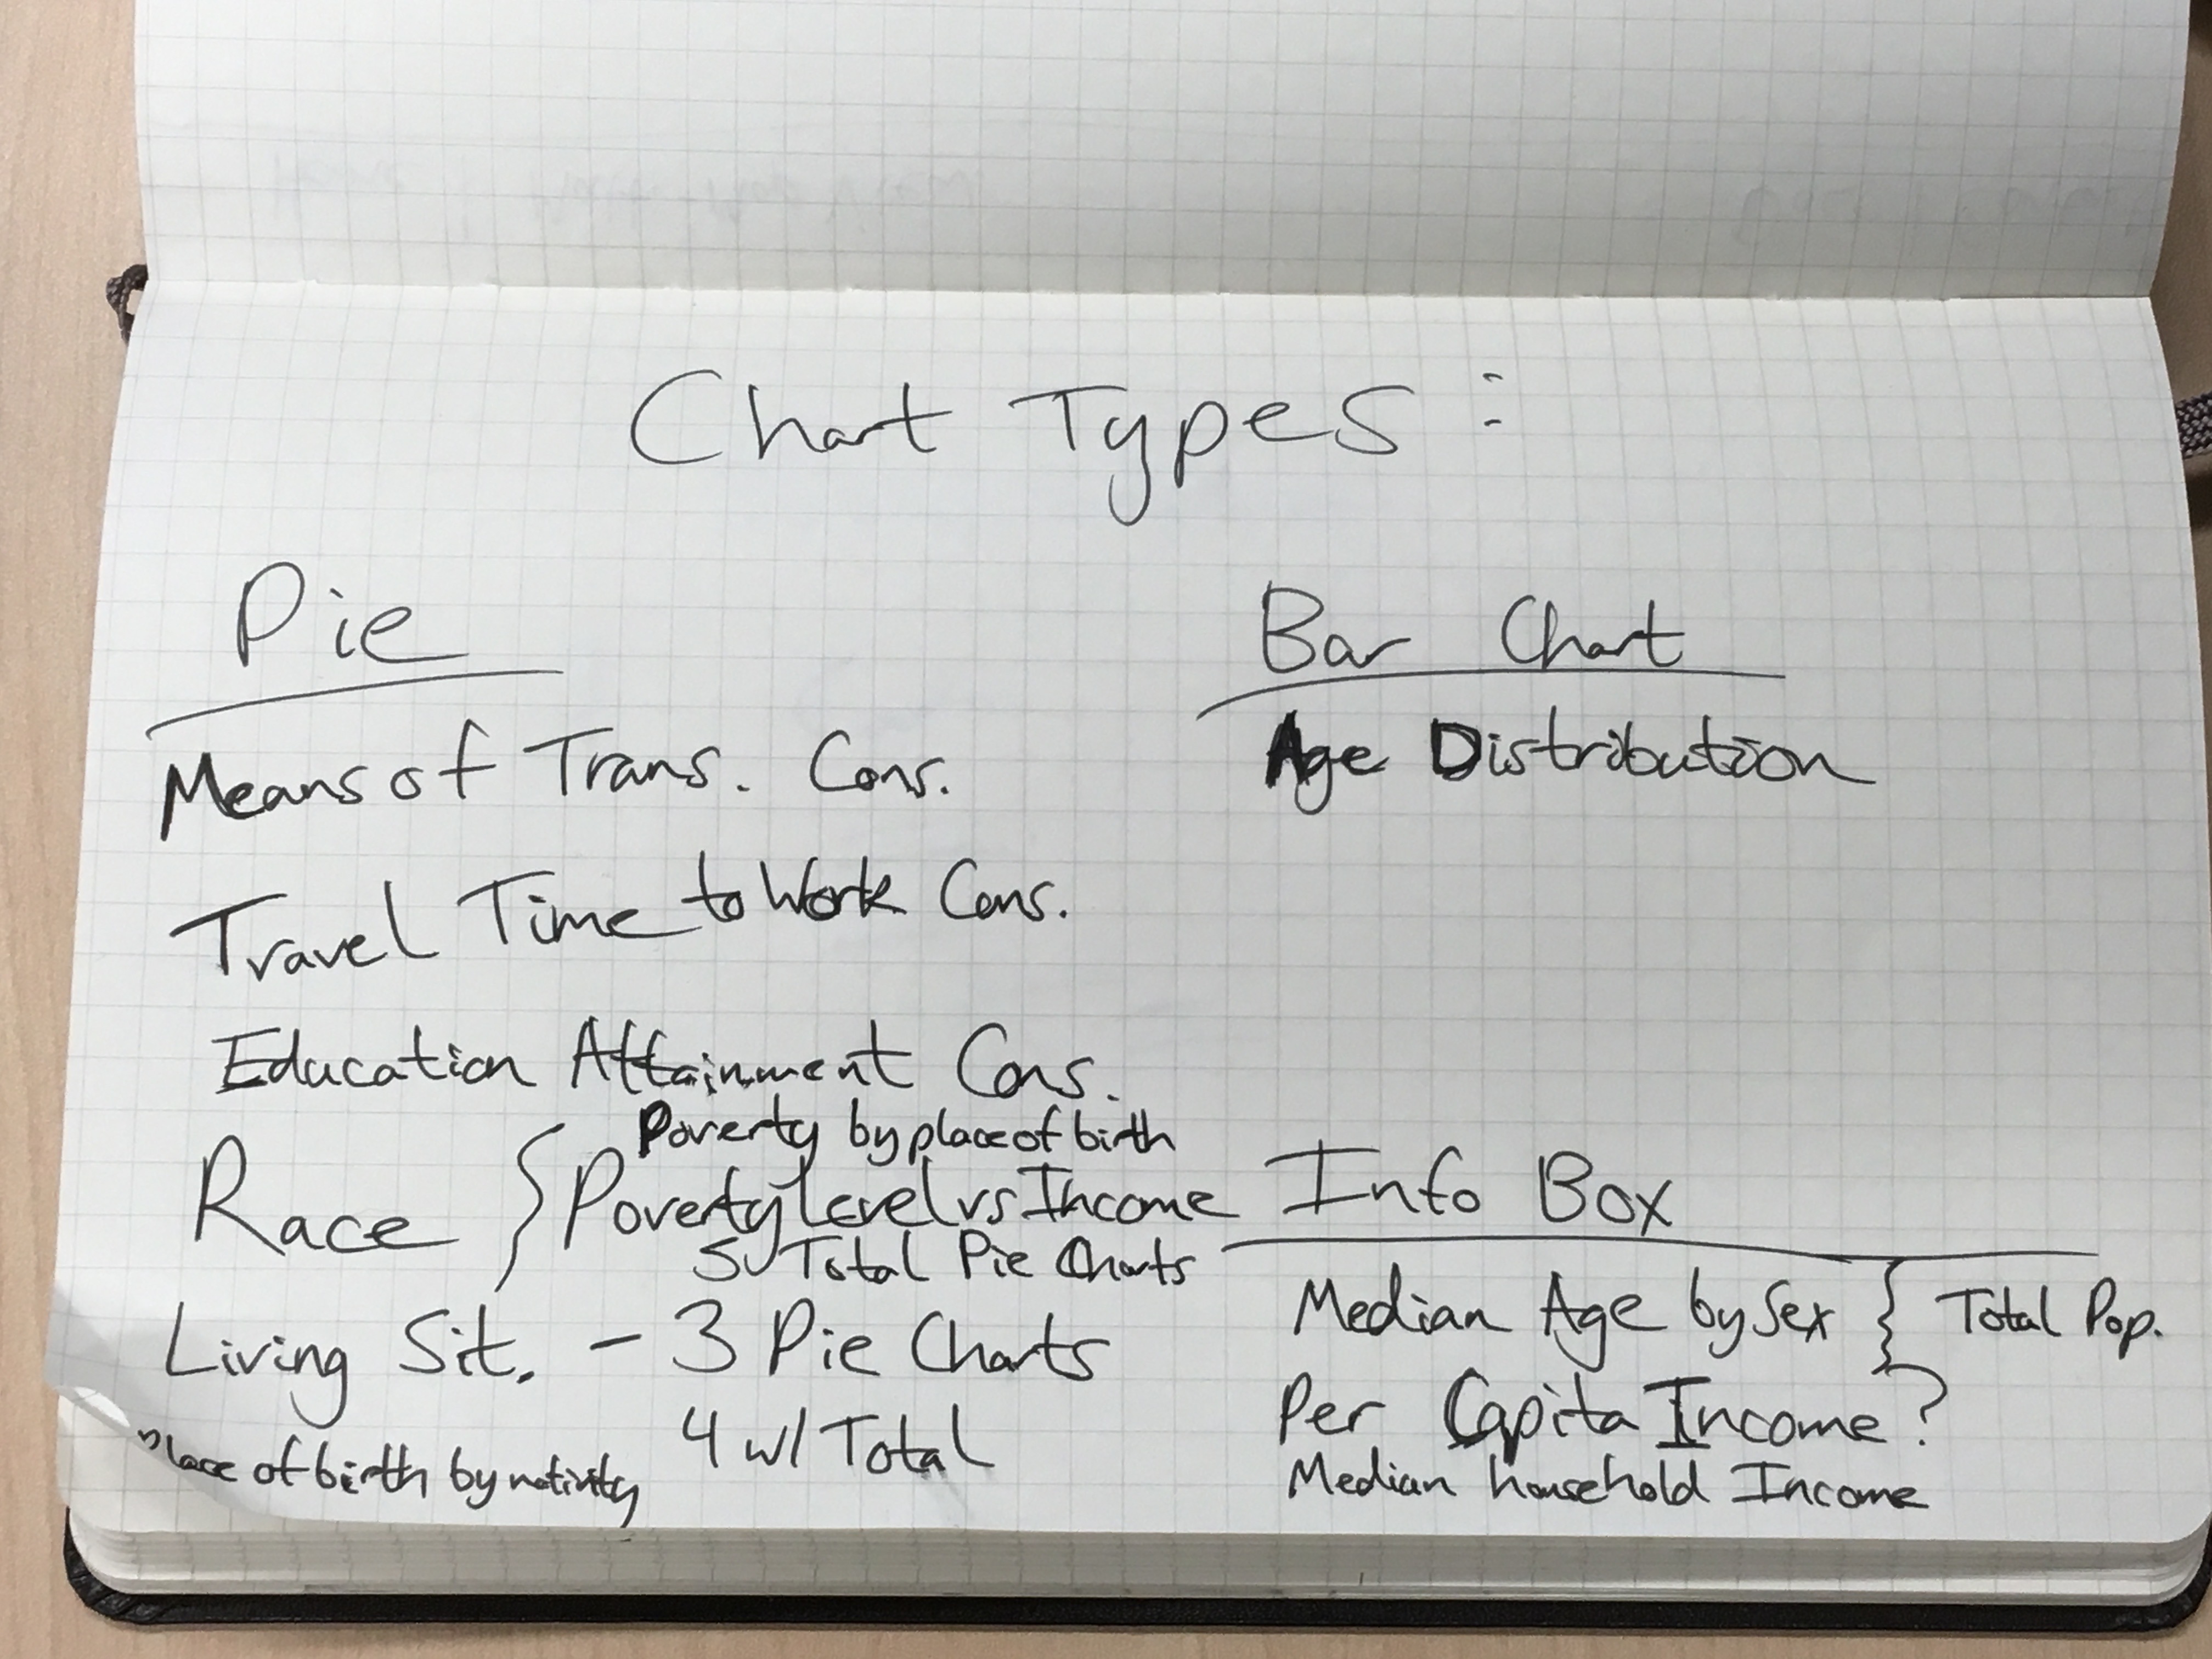 Chart Types :
Pie
Means of Trans. Cons.
Travel Time to Work Cons.
Education Attainment Cons.
Poverty by place of birth
Race { Poverty Level vs Income
5 Total Pie Charts
Living Sit. - 3 Pie Charts
4 w/ Total
Place of birth by nativity
Bar Chart
Age Distribution
Info Box
Median Age by Sex } Total Pop.
Per Capita Income ?
Median household Income